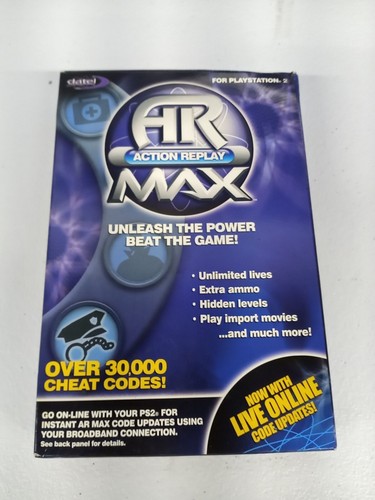 datel
FOR PLAYSTATION® 2
AR
ACTION REPLAY
MAX
UNLEASH THE POWER
BEAT THE GAME!
• Unlimited lives
• Extra ammo
• Hidden levels
• Play import movies
...and much more!
OVER 30,000
CHEAT CODES!
NOW WITH
LIVE ONLINE
CODE UPDATES!
GO ON-LINE WITH YOUR PS2® FOR
INSTANT AR MAX CODE UPDATES USING
YOUR BROADBAND CONNECTION.
See back panel for details.